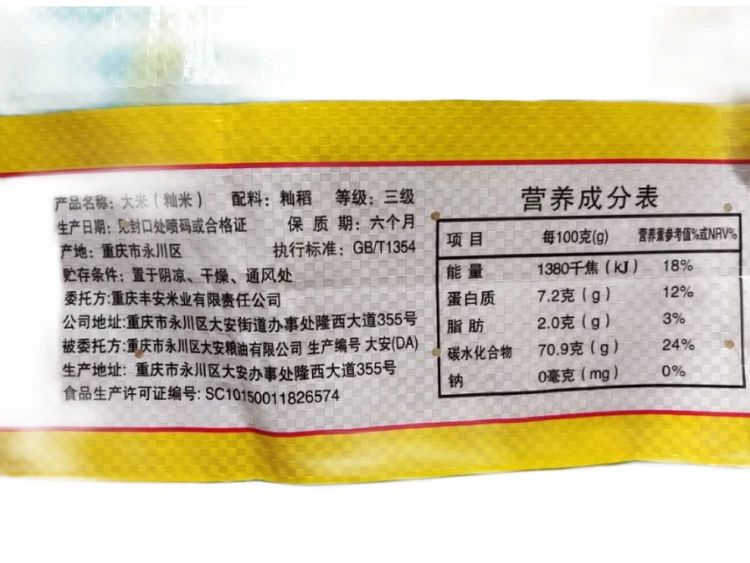 产品名称：大米（籼米） 配料：籼稻 等级：三级
生产日期：见封口处喷码或合格证 保质期：六个月
产地：重庆市永川区 执行标准：GB/T1354
贮存条件：置于阴凉、干燥、通风处
委托方:重庆丰安米业有限责任公司
公司地址:重庆市永川区大安街道办事处隆西大道355号
被委托方:重庆市永川区大安粮油有限公司 生产编号 大安(DA)
生产地址：重庆市永川区大安办事处隆西大道355号
食品生产许可证编号: SC10150011826574
营养成分表
项目 每100克(g) 营养素参考值%或NRV%
能量 1380千焦（kJ） 18%
蛋白质 7.2克（g） 12%
脂肪 2.0克（g） 3%
碳水化合物 70.9克（g） 24%
钠 0毫克（mg） 0%